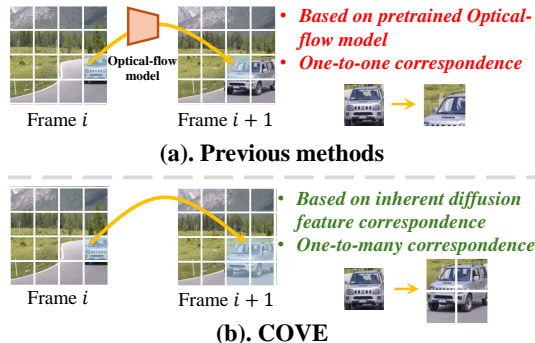 Optical-flow
model
Frame i
Frame i + 1
• Based on pretrained Optical-
flow model
• One-to-one correspondence
(a). Previous methods
Frame i
Frame i + 1
• Based on inherent diffusion
feature correspondence
• One-to-many correspondence
(b). COVE